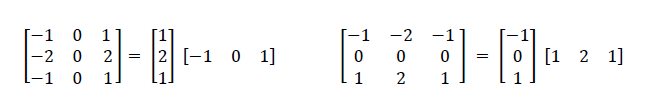 [−1 0 1] [1] [−1 −2 −1] [−1]
[−2 0 2] = [2] [−1 0 1] [0 0 0] = [0] [1 2 1]
[−1 0 1] [1] [1 2 1] [1]